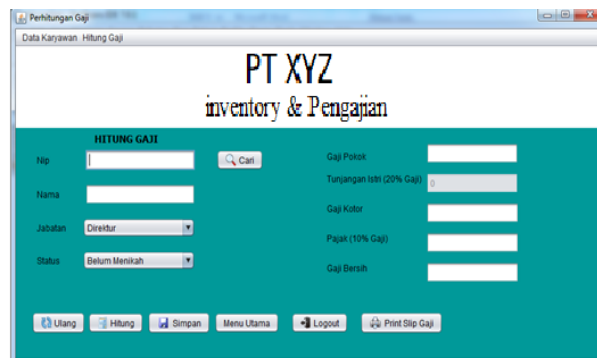 Perhitungan Gaji
Data Karyawan Hitung Gaji
PT XYZ
inventory & Pengajian
HITUNG GAJI
Nip
Cari
Nama
Jabatan
Direktur
Status
Belum Menikah
Gaji Pokok
Tunjangan Istri (20% Gaji)
0
Gaji Kotor
Pajak (10% Gaji)
Gaji Bersih
Ulang
Hitung
Simpan
Menu Utama
Logout
Print Slip Gaji